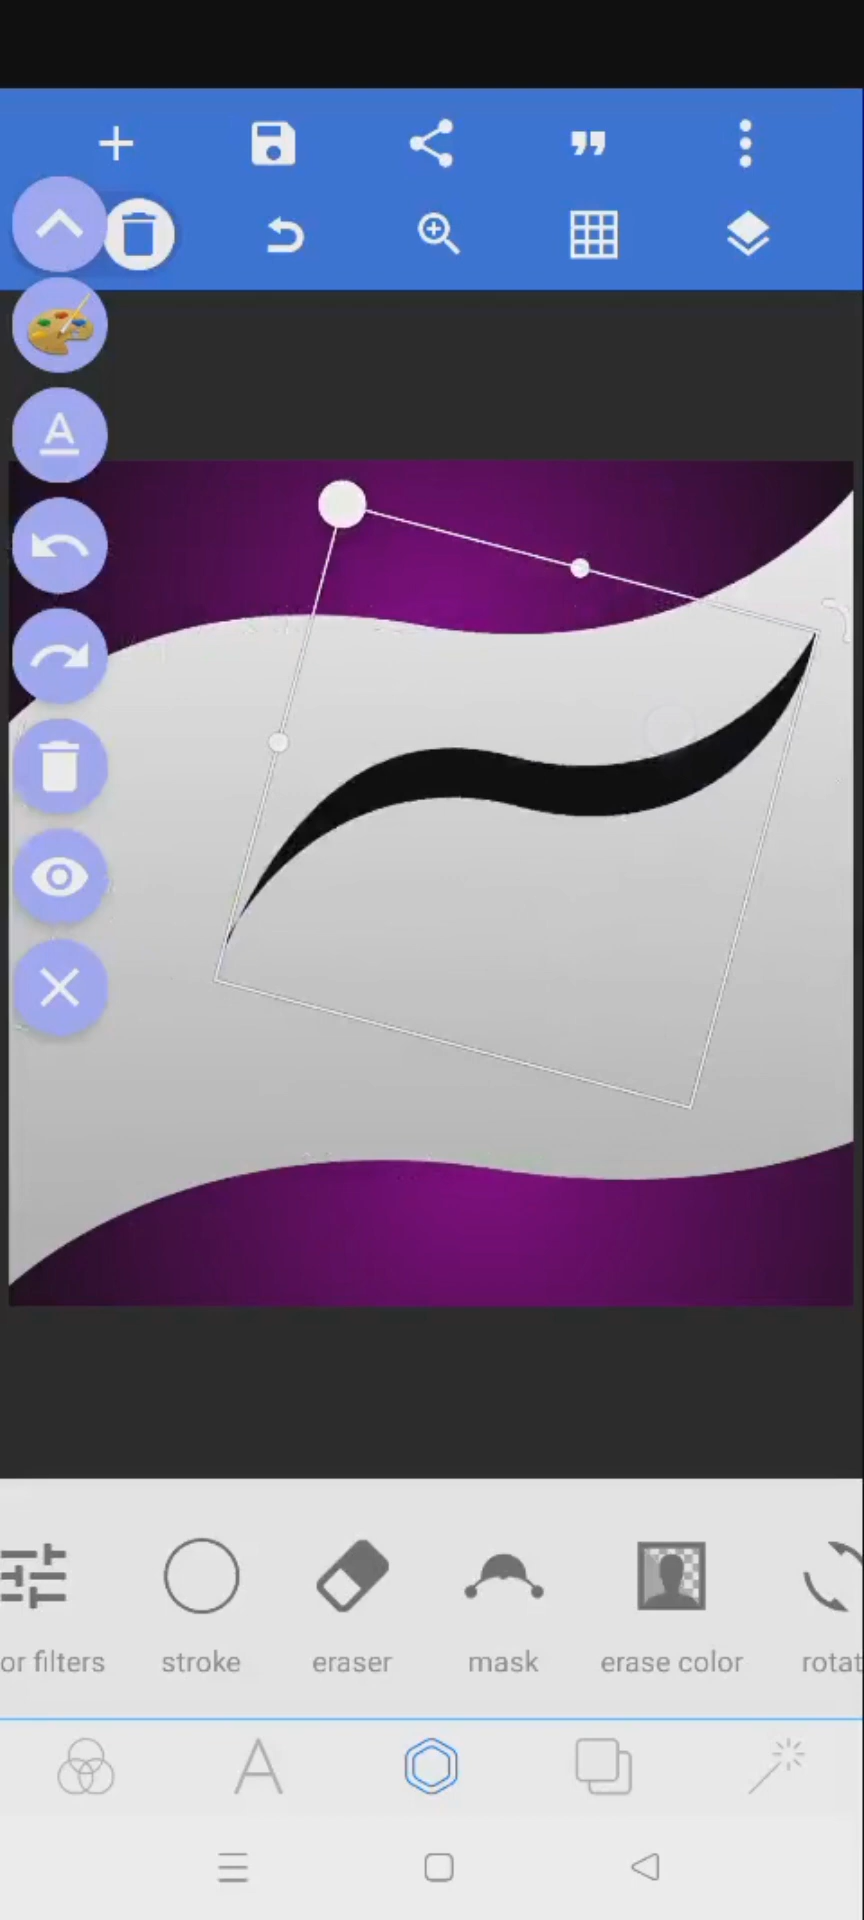 or filters
stroke
eraser
mask
erase color
rotat